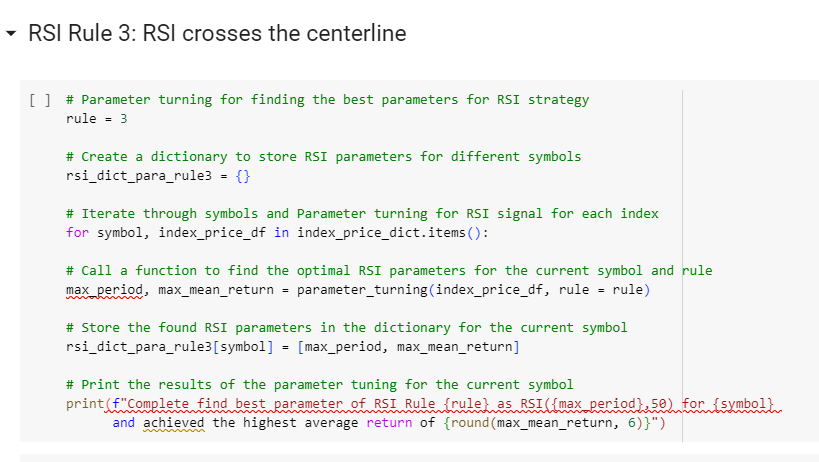 RSI Rule 3: RSI crosses the centerline
[ ] # Parameter turning for finding the best parameters for RSI strategy
rule = 3
# Create a dictionary to store RSI parameters for different symbols
rsi_dict_para_rule3 = {}
# Iterate through symbols and Parameter turning for RSI signal for each index
for symbol, index_price_df in index_price_dict.items():
# Call a function to find the optimal RSI parameters for the current symbol and rule
max_period, max_mean_return = parameter_turning(index_price_df, rule = rule)
# Store the found RSI parameters in the dictionary for the current symbol
rsi_dict_para_rule3[symbol] = [max_period, max_mean_return]
# Print the results of the parameter tuning for the current symbol
print(f"Complete find best parameter of RSI Rule {rule} as RSI({max_period},50) for {symbol}
and achieved the highest average return of {round(max_mean_return, 6)}")